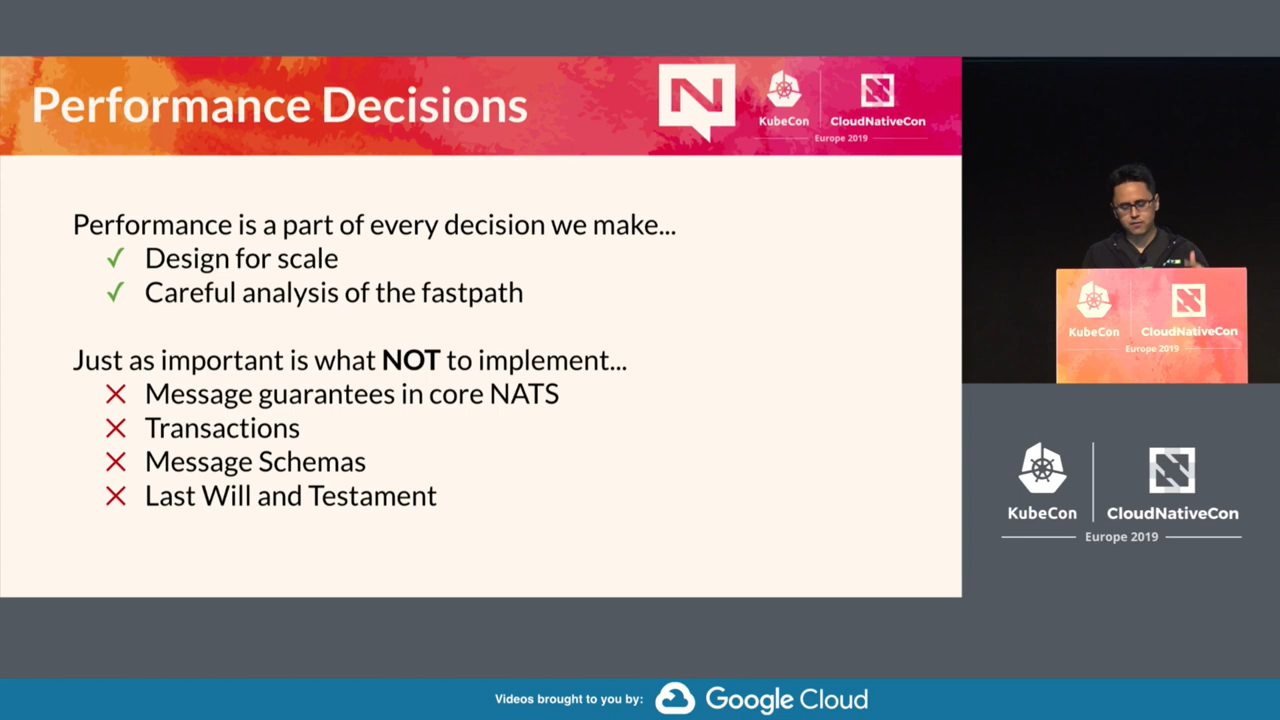 Performance Decisions
N
KubeCon
CloudNativeCon
Europe 2019
Performance is a part of every decision we make...
✓ Design for scale
✓ Careful analysis of the fastpath
Just as important is what NOT to implement...
✕ Message guarantees in core NATS
✕ Transactions
✕ Message Schemas
✕ Last Will and Testament
KubeCon
CloudNativeCon
Europe 2019
KubeCon
CloudNativeCon
Europe 2019
Videos brought to you by:
Google Cloud